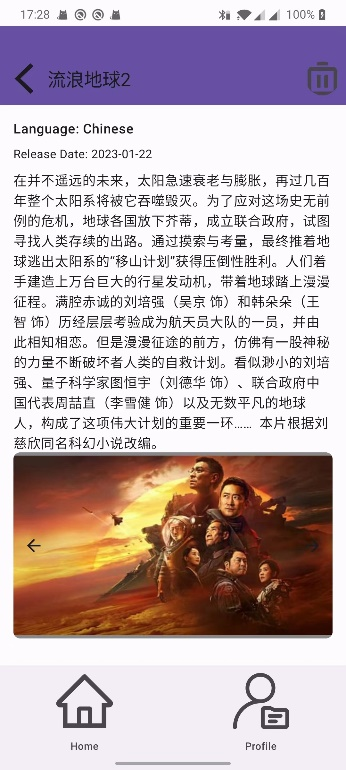 17:28
100%
流浪地球2
Language: Chinese
Release Date: 2023-01-22
在并不遥远的未来，太阳急速衰老与膨胀，再过几百
年整个太阳系将被它吞噬毁灭。为了应对这场史无前
例的危机，地球各国放下芥蒂，成立联合政府，试图
寻找人类存续的出路。通过摸索与考量，最终推着地
球逃出太阳系的“移山计划”获得压倒性胜利。人们着
手建造上万台巨大的行星发动机，带着地球踏上漫漫
征程。满腔赤诚的刘培强（吴京 饰）和韩朵朵（王
智 饰）历经层层考验成为航天员大队的一员，并由
此相知相恋。但是漫漫征途的前方，仿佛有一股神秘
的力量不断破坏者人类的自救计划。看似渺小的刘培
强、量子科学家图恒宇（刘德华 饰）、联合政府中
国代表周喆直（李雪健 饰）以及无数平凡的地球
人，构成了这项伟大计划的重要一环…… 本片根据刘
慈欣同名科幻小说改编。
Home
Profile